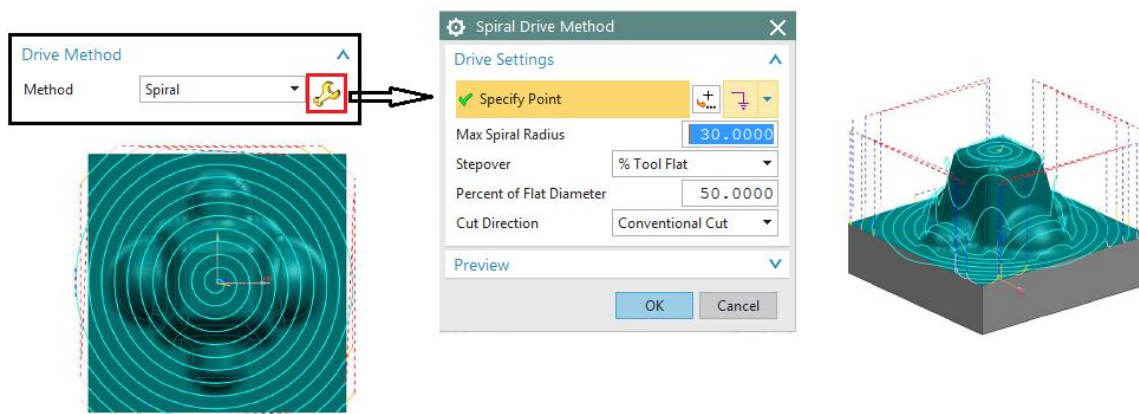 Drive Method
Method Spiral
Spiral Drive Method
Drive Settings
Specify Point
Max Spiral Radius 30.0000
Stepover % Tool Flat
Percent of Flat Diameter 50.0000
Cut Direction Conventional Cut
Preview
OK Cancel